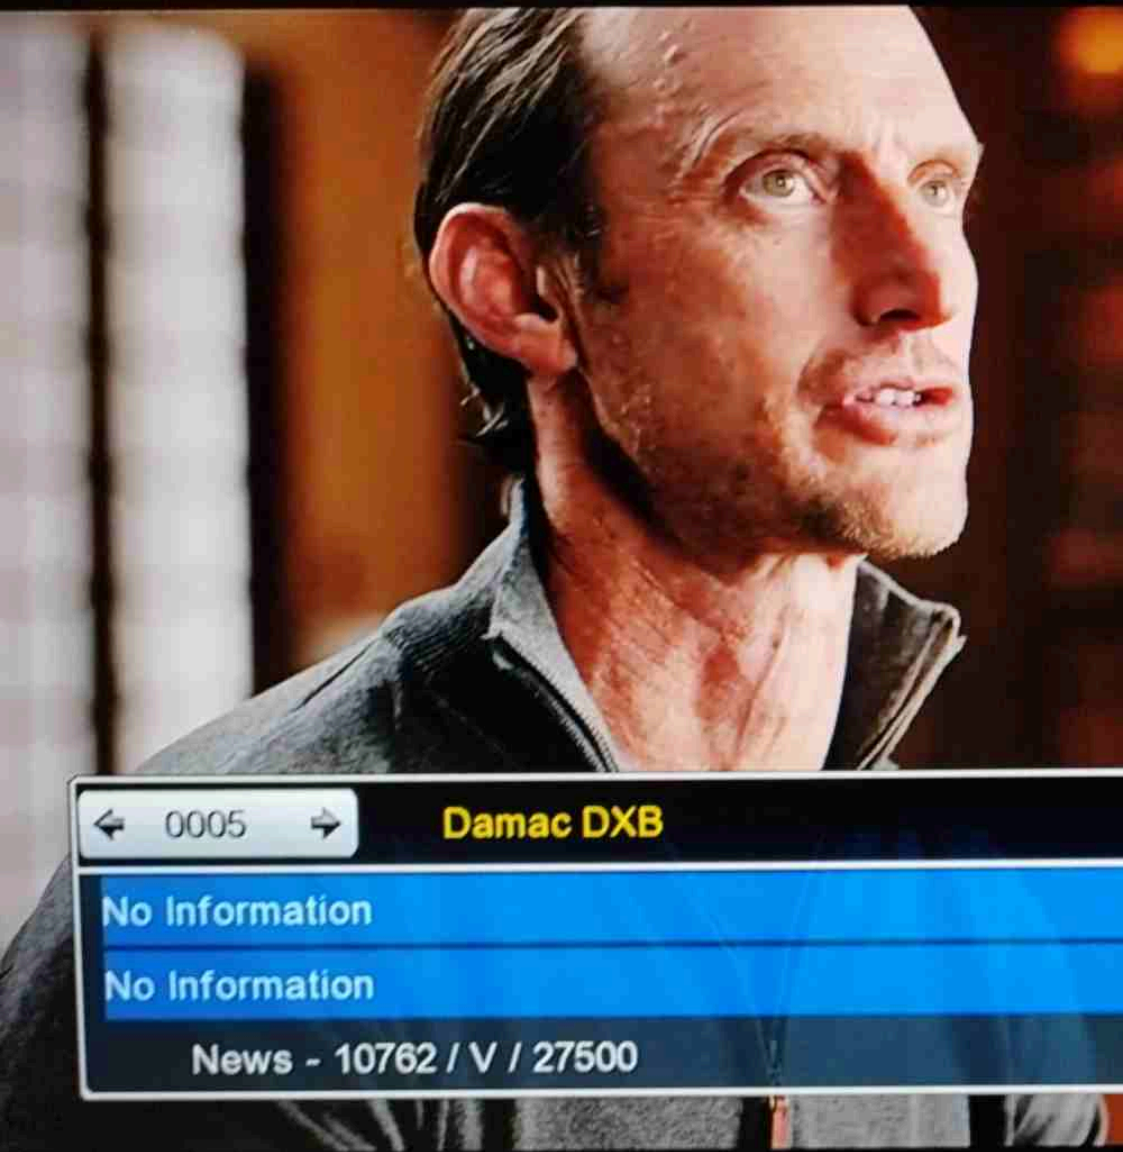 0005
Damac DXB
No Information
No Information
News - 10762 / V / 27500